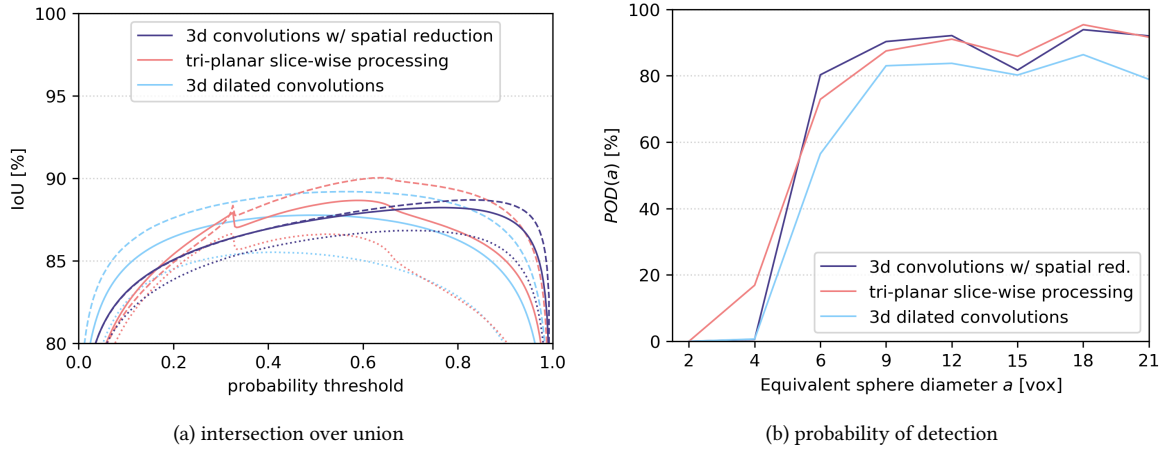 100
95
90
85
80
IoU [%]
3d convolutions w/ spatial reduction
tri-planar slice-wise processing
3d dilated convolutions
0.0 0.2 0.4 0.6 0.8 1.0
probability threshold
(a) intersection over union
100
80
60
40
20
0
POD(a) [%]
3d convolutions w/ spatial red.
tri-planar slice-wise processing
3d dilated convolutions
2 4 6 9 12 15 18 21
Equivalent sphere diameter a [vox]
(b) probability of detection